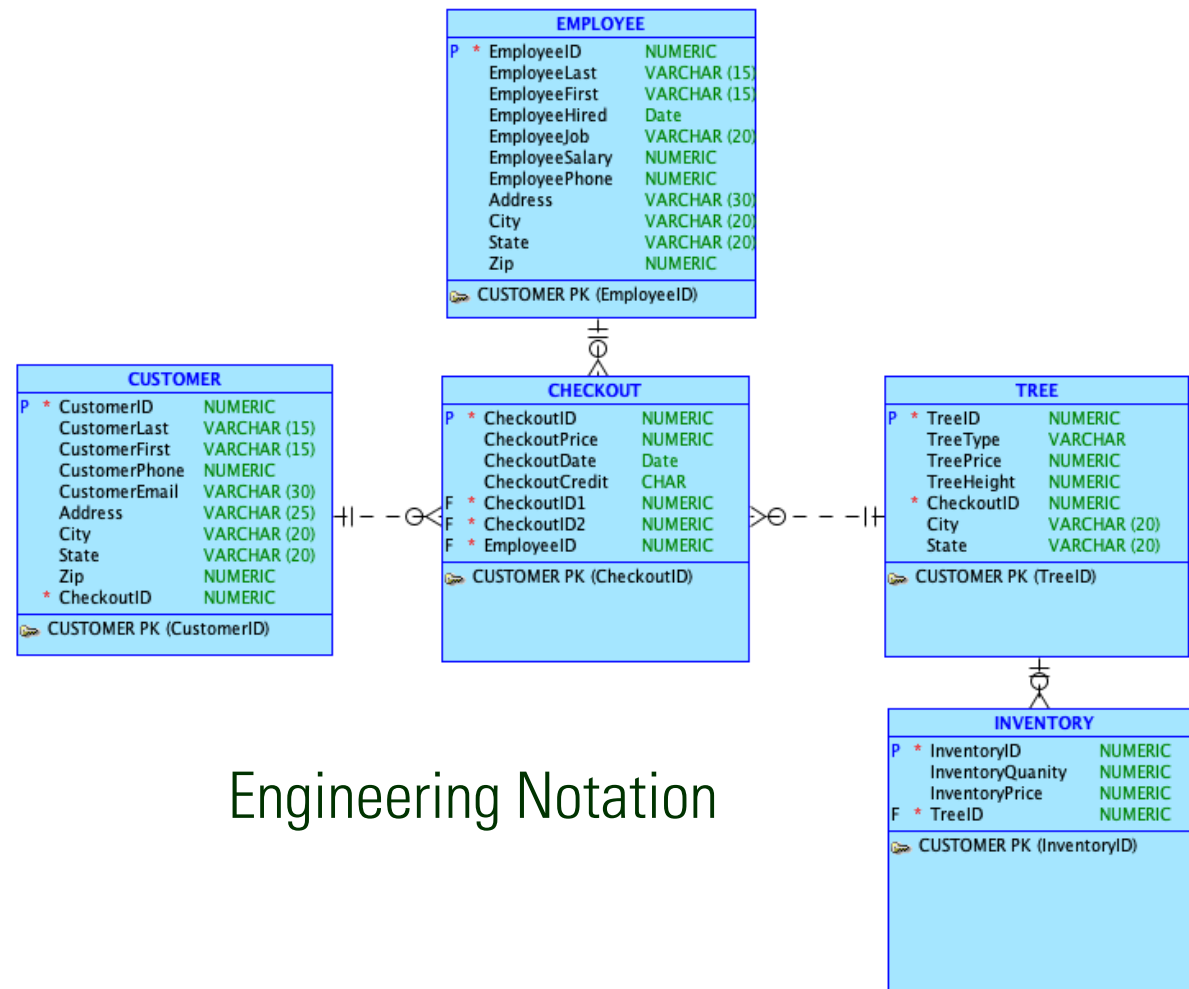 EMPLOYEE
P * EmployeeID NUMERIC
EmployeeLast VARCHAR (15)
EmployeeFirst VARCHAR (15)
EmployeeHired Date
EmployeeJob VARCHAR (20)
EmployeeSalary NUMERIC
EmployeePhone NUMERIC
Address VARCHAR (30)
City VARCHAR (20)
State VARCHAR (20)
Zip NUMERIC
CUSTOMER PK (EmployeeID)
CUSTOMER
P * CustomerID NUMERIC
CustomerLast VARCHAR (15)
CustomerFirst VARCHAR (15)
CustomerPhone NUMERIC
CustomerEmail VARCHAR (30)
Address VARCHAR (25)
City VARCHAR (20)
State VARCHAR (20)
Zip NUMERIC
* CheckoutID NUMERIC
CUSTOMER PK (CustomerID)
CHECKOUT
P * CheckoutID NUMERIC
CheckoutPrice NUMERIC
CheckoutDate Date
CheckoutCredit CHAR
F * CheckoutID1 NUMERIC
F * CheckoutID2 NUMERIC
F * EmployeeID NUMERIC
CUSTOMER PK (CheckoutID)
TREE
P * TreeID NUMERIC
TreeType VARCHAR
TreePrice NUMERIC
TreeHeight NUMERIC
* CheckoutID NUMERIC
City VARCHAR (20)
State VARCHAR (20)
CUSTOMER PK (TreeID)
INVENTORY
P * InventoryID NUMERIC
InventoryQuanity NUMERIC
InventoryPrice NUMERIC
F * TreeID NUMERIC
CUSTOMER PK (InventoryID)
Engineering Notation